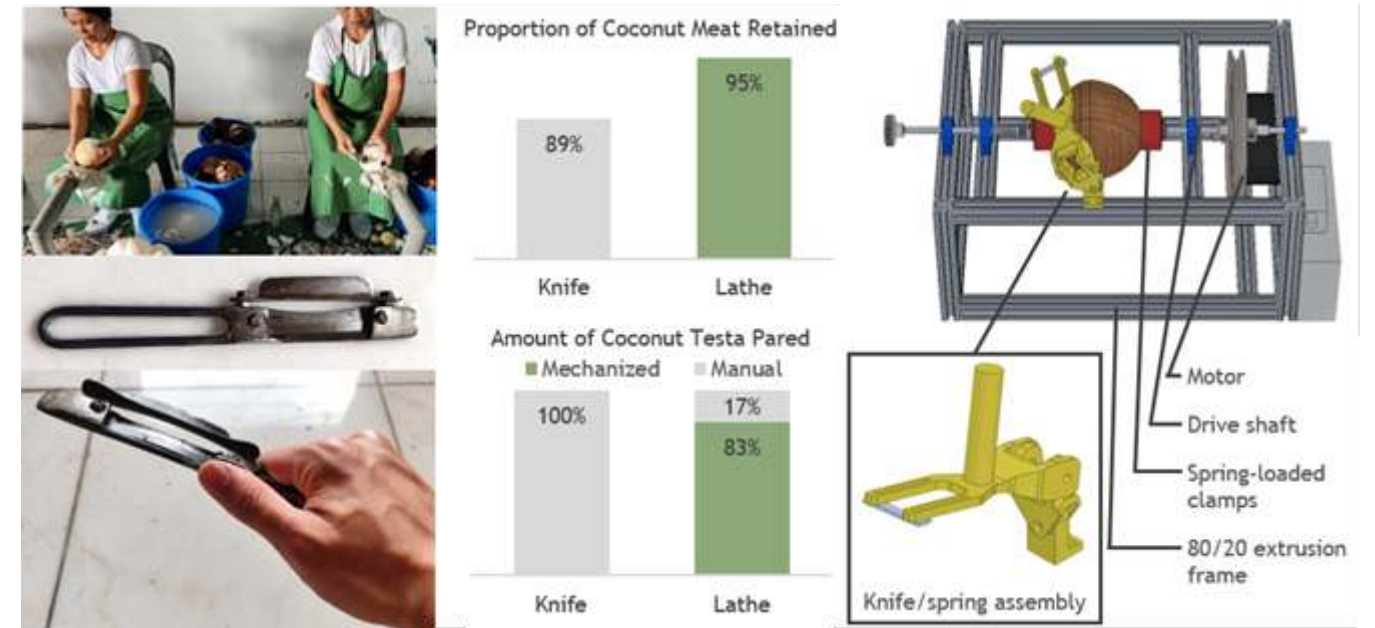 Proportion of Coconut Meat Retained
89%
95%
Knife
Lathe
Amount of Coconut Testa Pared
Mechanized
Manual
100%
17%
83%
Knife
Lathe
Motor
Drive shaft
Spring-loaded
clamps
80/20 extrusion
frame
Knife/spring assembly